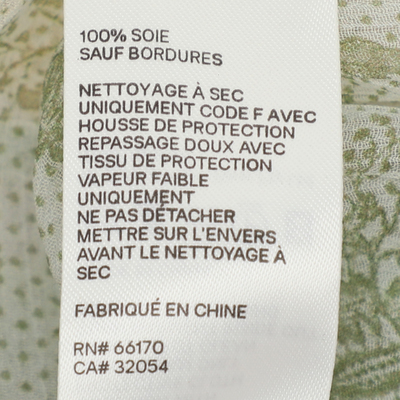 100% SOIE
SAUF BORDURES
NETTOYAGE À SEC
UNIQUEMENT CODE F AVEC
HOUSSE DE PROTECTION
REPASSAGE DOUX AVEC
TISSU DE PROTECTION
VAPEUR FAIBLE
UNIQUEMENT
NE PAS DÉTACHER
METTRE SUR L'ENVERS
AVANT LE NETTOYAGE À
SEC
FABRIQUÉ EN CHINE
RN# 66170
CA# 32054